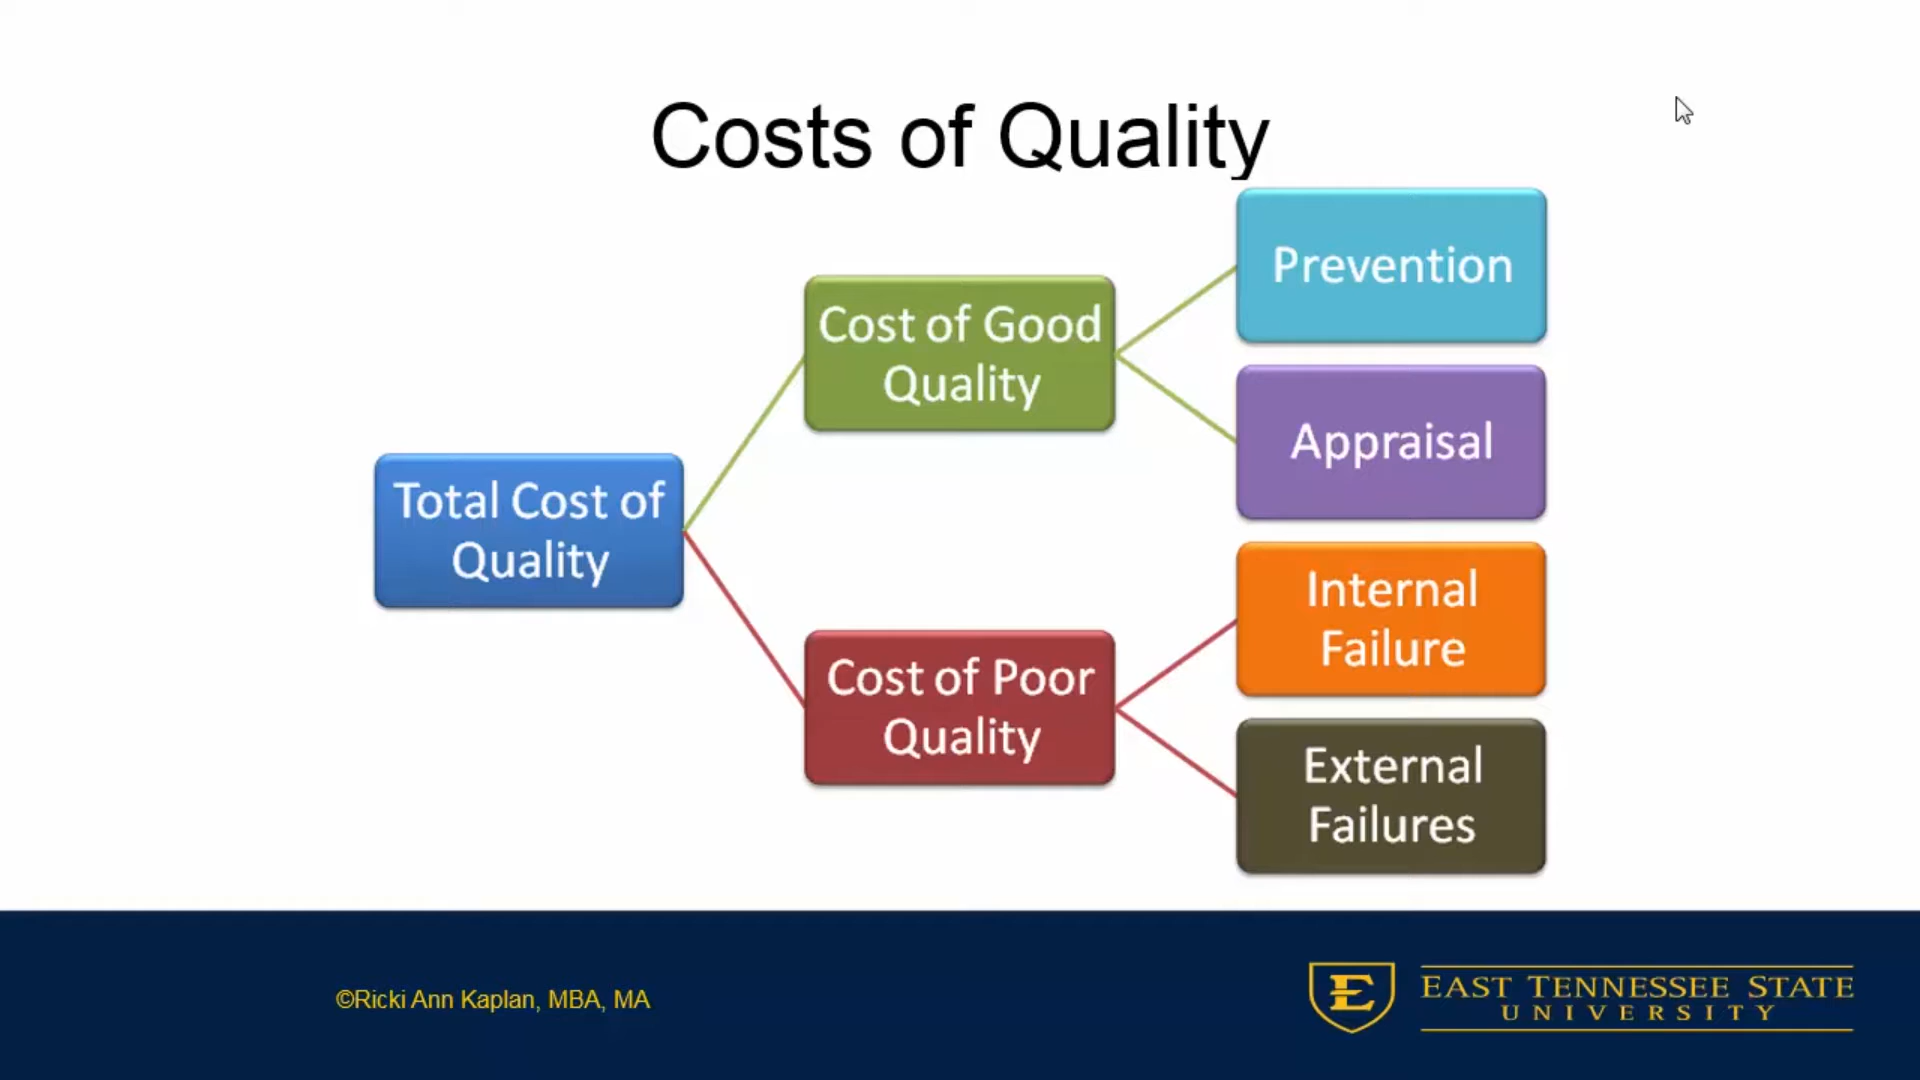 Costs of Quality
Total Cost of
Quality
Cost of Good
Quality
Prevention
Appraisal
Cost of Poor
Quality
Internal
Failure
External
Failures
©Ricki Ann Kaplan, MBA, MA
E
EAST TENNESSEE STATE
UNIVERSITY